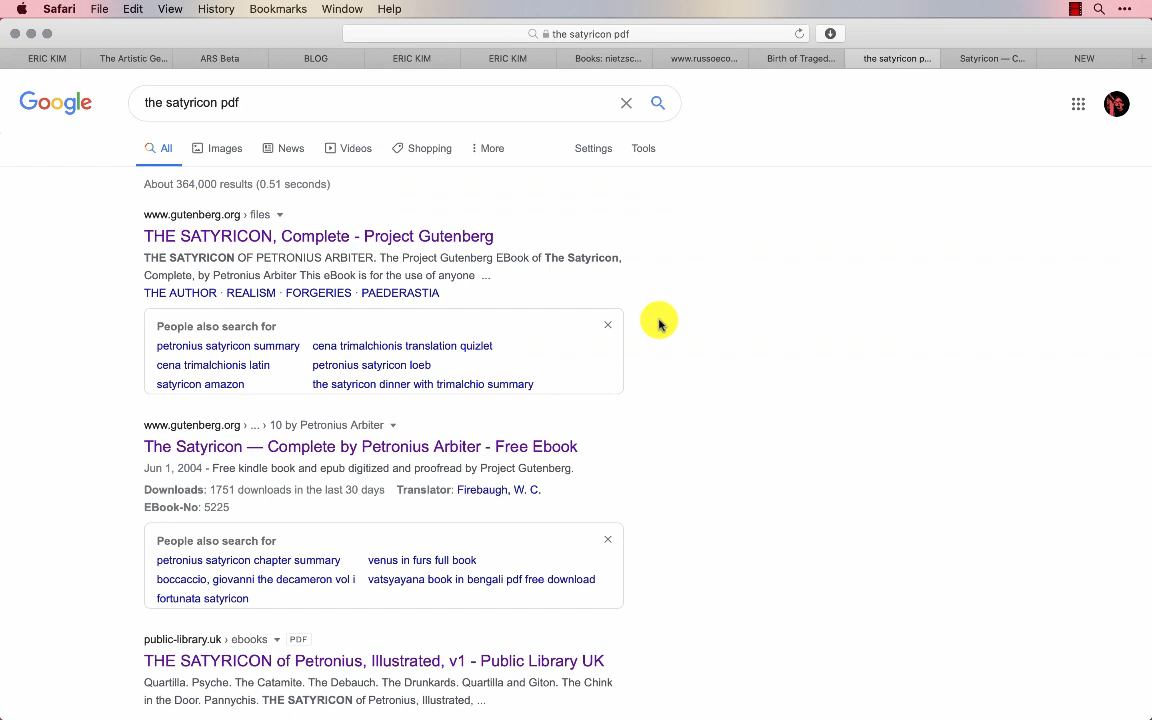 Safari File Edit View History Bookmarks Window Help
the satyricon pdf
ERIC KIM The Artistic Ge... ARS Beta BLOG ERIC KIM ERIC KIM Books: nietzsc... www.russoeco... Birth of Traged... the satyricon p... Satyricon — C... NEW
Google the satyricon pdf
All Images News Videos Shopping More Settings Tools
About 364,000 results (0.51 seconds)
www.gutenberg.org › files
THE SATYRICON, Complete - Project Gutenberg
THE SATYRICON OF PETRONIUS ARBITER. The Project Gutenberg EBook of The Satyricon,
Complete, by Petronius Arbiter This eBook is for the use of anyone ...
THE AUTHOR · REALISM · FORGERIES · PAEDERASTIA
People also search for
petronius satyricon summary cena trimalchionis translation quizlet
cena trimalchionis latin petronius satyricon loeb
satyricon amazon the satyricon dinner with trimalchio summary
www.gutenberg.org › ... › 10 by Petronius Arbiter
The Satyricon — Complete by Petronius Arbiter - Free Ebook
Jun 1, 2004 - Free kindle book and epub digitized and proofread by Project Gutenberg.
Downloads: 1751 downloads in the last 30 days Translator: Firebaugh, W. C.
EBook-No: 5225
People also search for
petronius satyricon chapter summary venus in furs full book
boccaccio, giovanni the decameron vol i vatsyayana book in bengali pdf free download
fortunata satyricon
public-library.uk › ebooks PDF
THE SATYRICON of Petronius, Illustrated, v1 - Public Library UK
Quartilla. Psyche. The Catamite. The Debauch. The Drunkards. Quartilla and Giton. The Chink
in the Door. Pannychis. THE SATYRICON of Petronius, Illustrated, ...